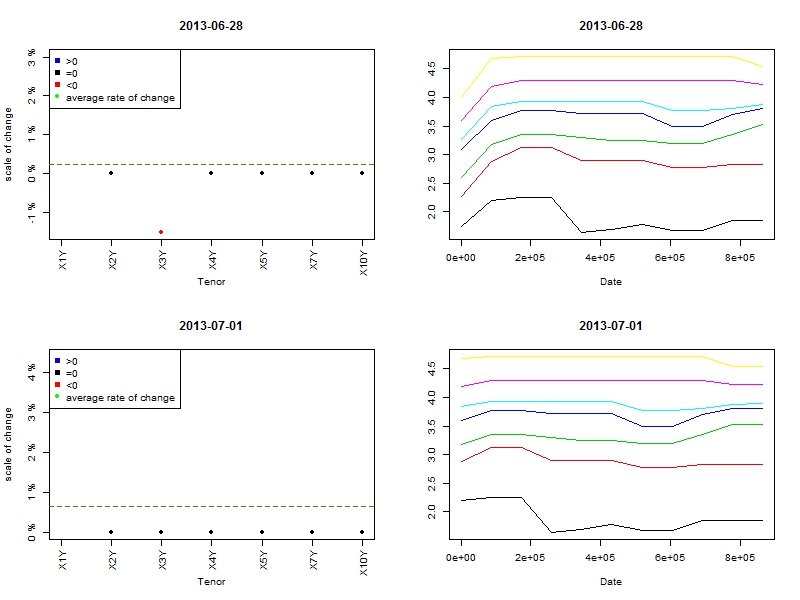 2013-06-28
scale of change
-1 %
0 %
1 %
2 %
3 %
>0
=0
<0
average rate of change
X1Y
X2Y
X3Y
X4Y
X5Y
X7Y
X10Y
Tenor
2013-06-28
2.0
2.5
3.0
3.5
4.0
4.5
0e+00
2e+05
4e+05
6e+05
8e+05
Date
2013-07-01
scale of change
0 %
1 %
2 %
3 %
4 %
>0
=0
<0
average rate of change
X1Y
X2Y
X3Y
X4Y
X5Y
X7Y
X10Y
Tenor
2013-07-01
2.0
2.5
3.0
3.5
4.0
4.5
0e+00
2e+05
4e+05
6e+05
8e+05
Date